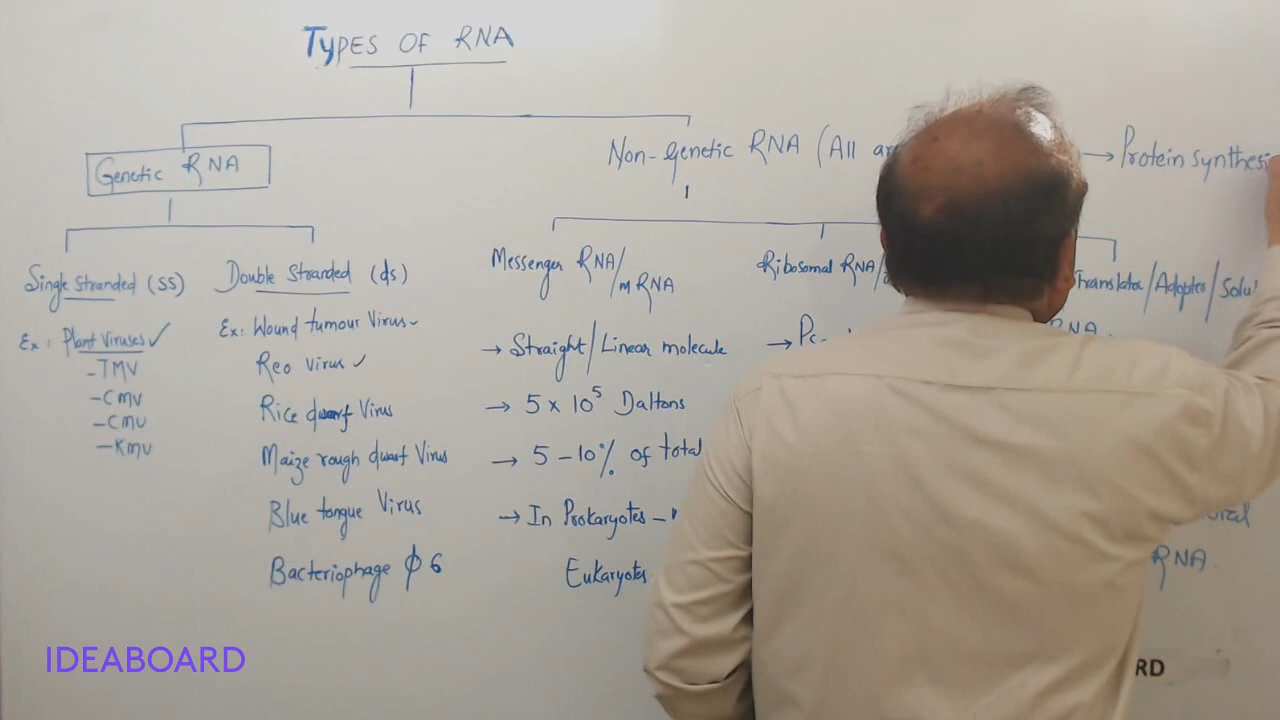 TYPES OF RNA
Genetic RNA
Non-Genetic RNA (All
→ Protein synthesi
Single Stranded (SS)
Double Stranded (ds)
Messenger RNA/
mRNA
Ribosomal RNA/
Translator/Adopter/Solu
RNA
Ex: Plant Viruses ✓
-TMV
-CMV
-CMV
-KMV
Ex: Wound tumour Virus
Reo Virus ✓
Rice dwarf Virus
Maize rough dwarf Virus
Blue tongue Virus
Bacteriophage ϕ 6
→ Straight/Linear molecule
→ 5 × 10⁵ Daltons
→ 5 - 10% of total
→ In Prokaryotes -
Eukaryotes
RNA
IDEABOARD